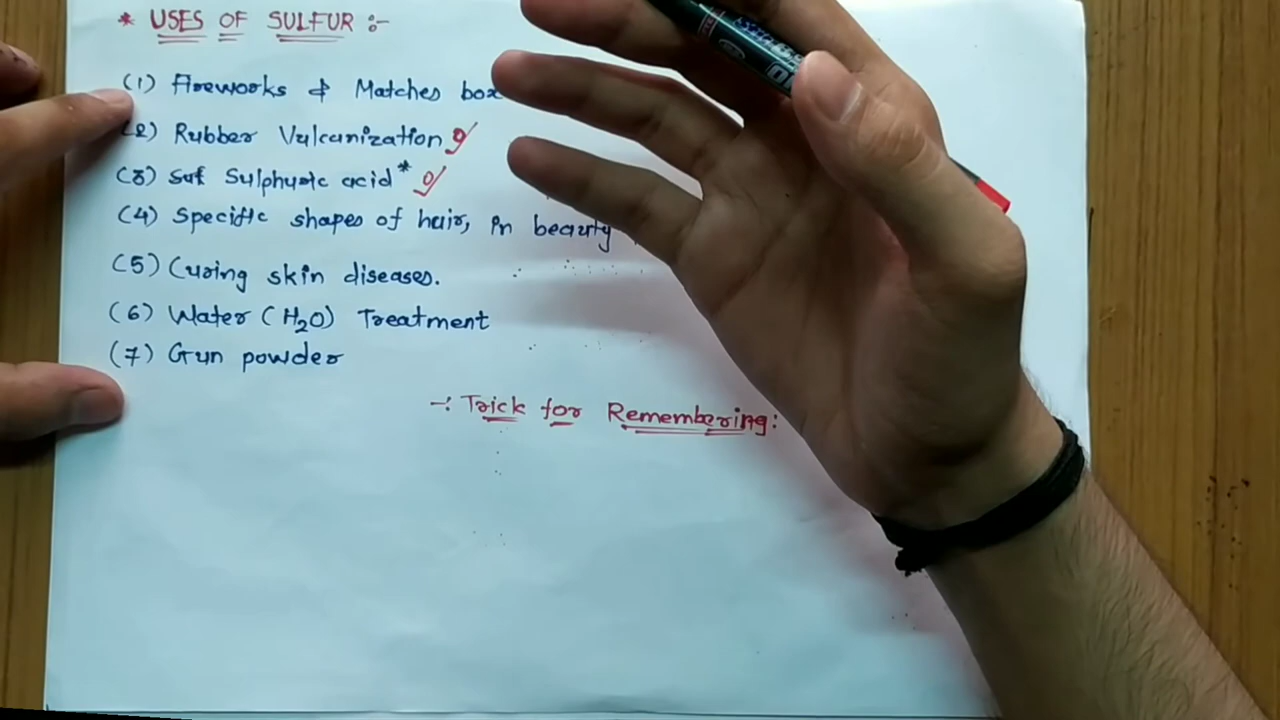 * USES OF SULFUR :-
(1) Fireworks & Matches box
(2) Rubber Vulcanization
(3) Sulphuric acid *
(4) Specific shapes of hair, in beauty
(5) Curing skin diseases.
(6) Water (H2O) Treatment
(7) Gun powder
-: Trick for Remembering: